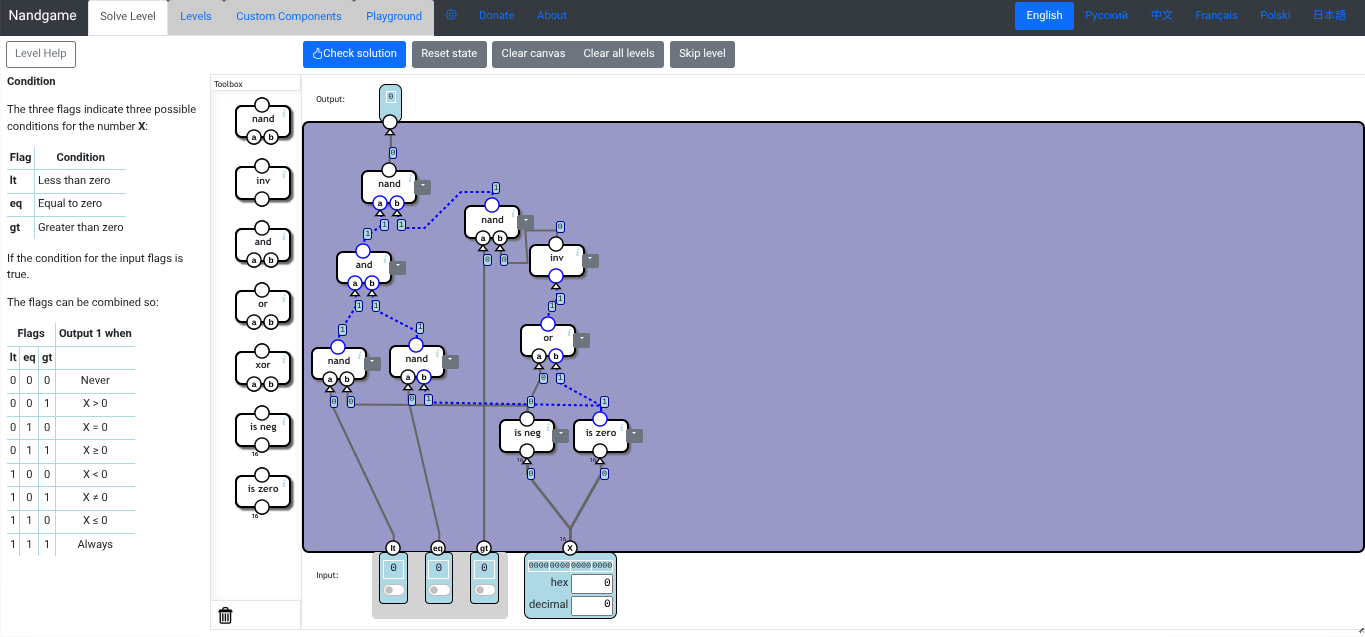 Nandgame Solve Level Levels Custom Components Playground Donate About English Русский 中文 Français Polski 日本語
Level Help Check solution Reset state Clear canvas Clear all levels Skip level
Condition
The three flags indicate three possible
conditions for the number X:
Flag Condition
lt Less than zero
eq Equal to zero
gt Greater than zero
If the condition for the input flags is
true.
The flags can be combined so:
Flags Output 1 when
lt eq gt
0 0 0 Never
0 0 1 X > 0
0 1 0 X = 0
0 1 1 X ≥ 0
1 0 0 X < 0
1 0 1 X ≠ 0
1 1 0 X ≤ 0
1 1 1 Always
Toolbox
nand
a b
inv
and
a b
or
a b
xor
a b
is neg
16
is zero
16
Output:
0
0
nand
a b
1 1
1
nand
a b
0 0
1
and
a b
1 1
0
inv
1
1
or
a b
0 1
1
nand
a b
0 0
1
nand
a b
0 1
0
is neg
16
0
1
is zero
16
0
16
lt eq gt X
Input:
0 0 0
0000 0000 0000 0000
hex 0
decimal 0